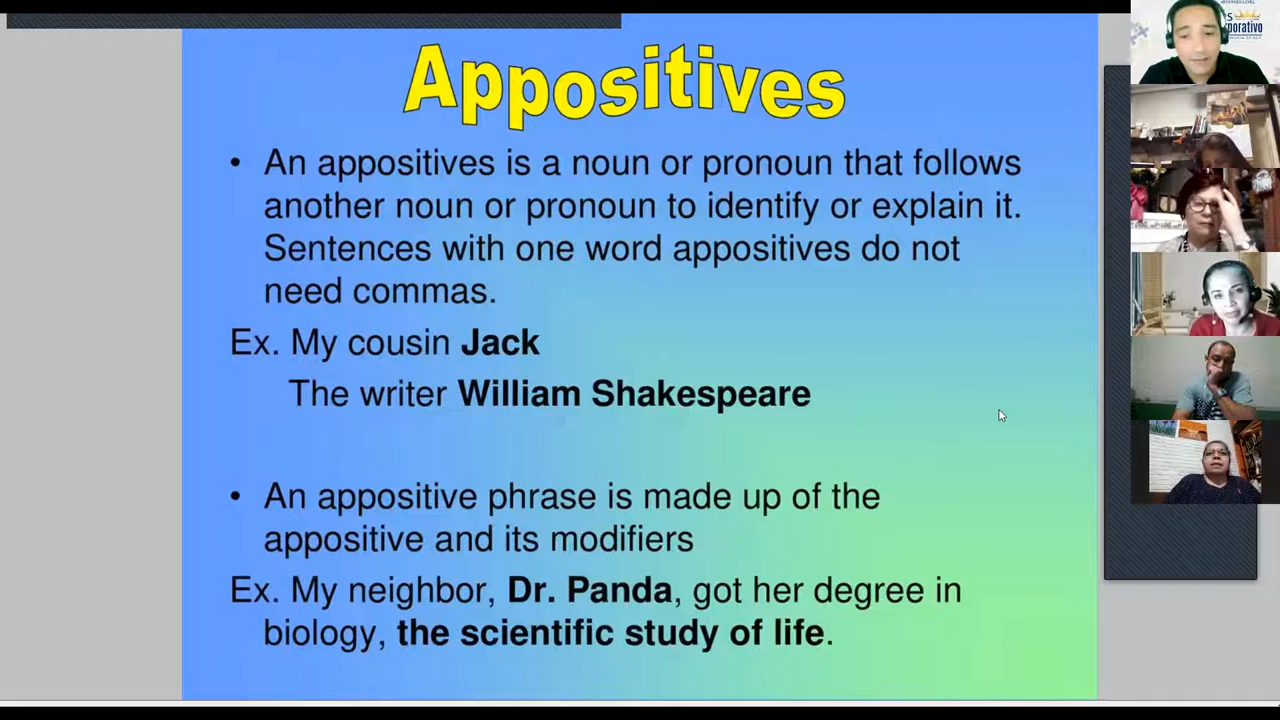 Appositives
• An appositives is a noun or pronoun that follows
another noun or pronoun to identify or explain it.
Sentences with one word appositives do not
need commas.
Ex. My cousin Jack
The writer William Shakespeare
• An appositive phrase is made up of the
appositive and its modifiers
Ex. My neighbor, Dr. Panda, got her degree in
biology, the scientific study of life.